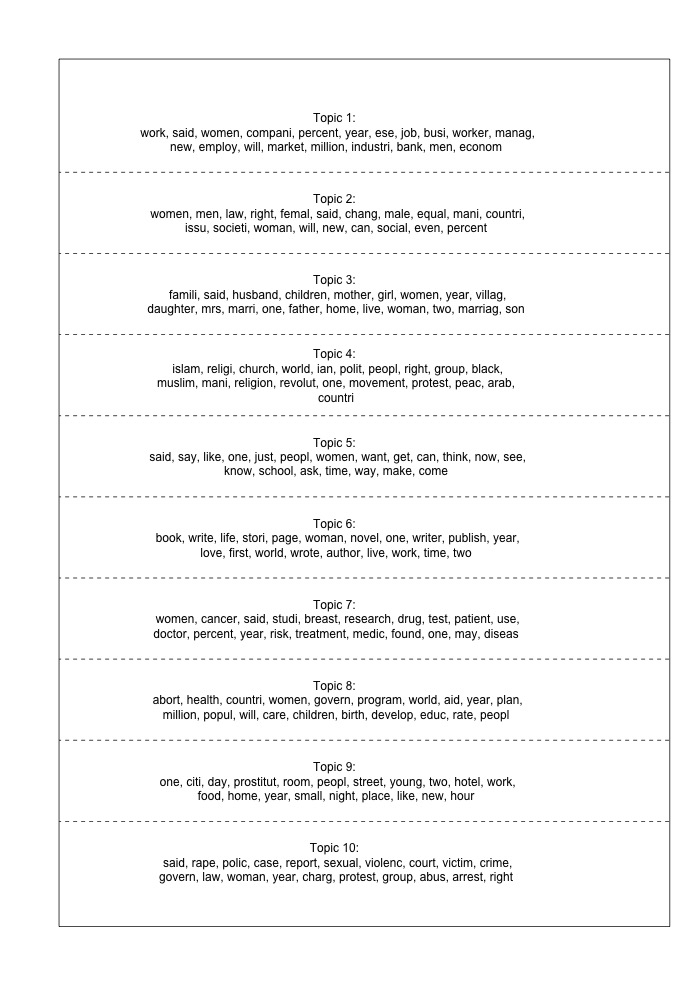 Topic 1:
work, said, women, compani, percent, year, ese, job, busi, worker, manag,
new, employ, will, market, million, industri, bank, men, econom
Topic 2:
women, men, law, right, femal, said, chang, male, equal, mani, countri,
issu, societi, woman, will, new, can, social, even, percent
Topic 3:
famili, said, husband, children, mother, girl, women, year, villag,
daughter, mrs, marri, one, father, home, live, woman, two, marriag, son
Topic 4:
islam, religi, church, world, ian, polit, peopl, right, group, black,
muslim, mani, religion, revolut, one, movement, protest, peac, arab,
countri
Topic 5:
said, say, like, one, just, peopl, women, want, get, can, think, now, see,
know, school, ask, time, way, make, come
Topic 6:
book, write, life, stori, page, woman, novel, one, writer, publish, year,
love, first, world, wrote, author, live, work, time, two
Topic 7:
women, cancer, said, studi, breast, research, drug, test, patient, use,
doctor, percent, year, risk, treatment, medic, found, one, may, diseas
Topic 8:
abort, health, countri, women, govern, program, world, aid, year, plan,
million, popul, will, care, children, birth, develop, educ, rate, peopl
Topic 9:
one, citi, day, prostitut, room, peopl, street, young, two, hotel, work,
food, home, year, small, night, place, like, new, hour
Topic 10:
said, rape, polic, case, report, sexual, violenc, court, victim, crime,
govern, law, woman, year, charg, protest, group, abus, arrest, right